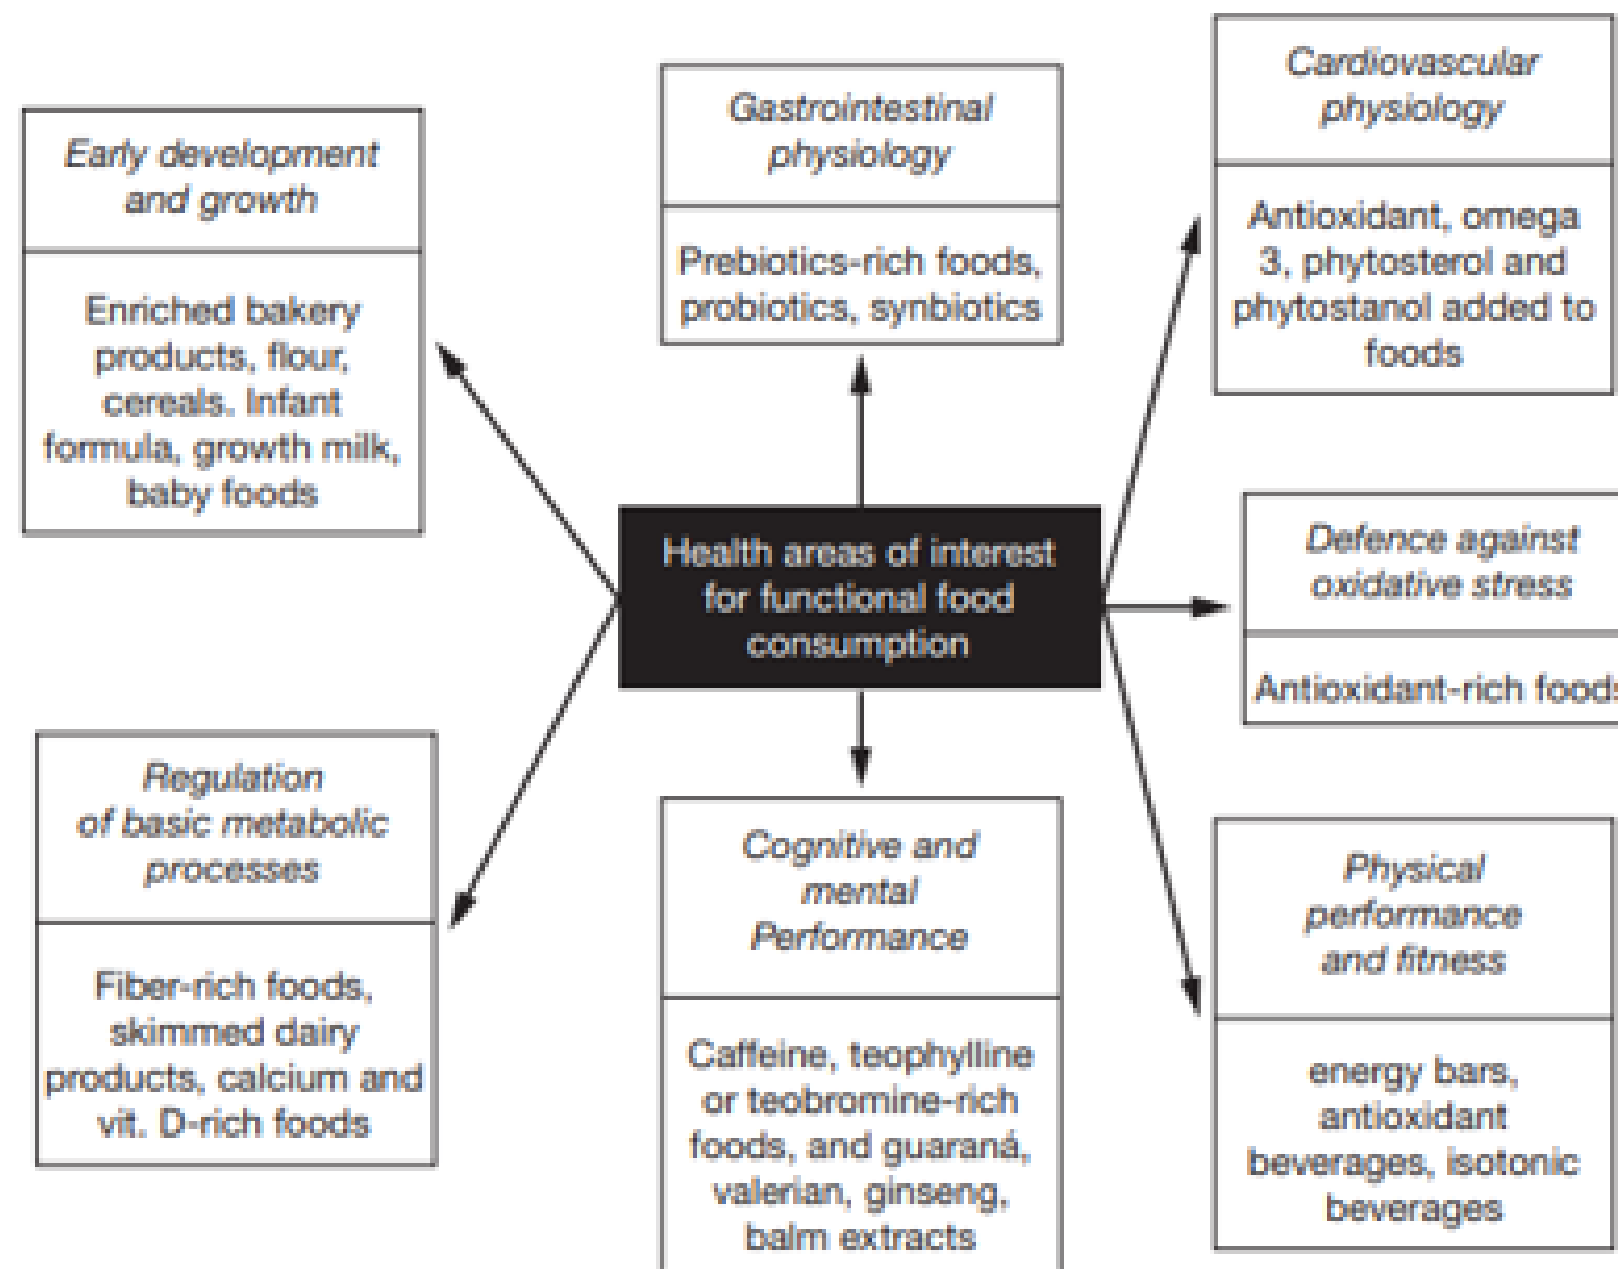 Early development
and growth
Enriched bakery
products, flour,
cereals. Infant
formula, growth milk,
baby foods
Gastrointestinal
physiology
Prebiotics-rich foods,
probiotics, synbiotics
Cardiovascular
physiology
Antioxidant, omega
3, phytosterol and
phytostanol added to
foods
Health areas of interest
for functional food
consumption
Defence against
oxidative stress
Antioxidant-rich foods
Regulation
of basic metabolic
processes
Fiber-rich foods,
skimmed dairy
products, calcium and
vit. D-rich foods
Cognitive and
mental
Performance
Caffeine, teophylline
or teobromine-rich
foods, and guaraná,
valerian, ginseng,
balm extracts
Physical
performance
and fitness
energy bars,
antioxidant
beverages, isotonic
beverages